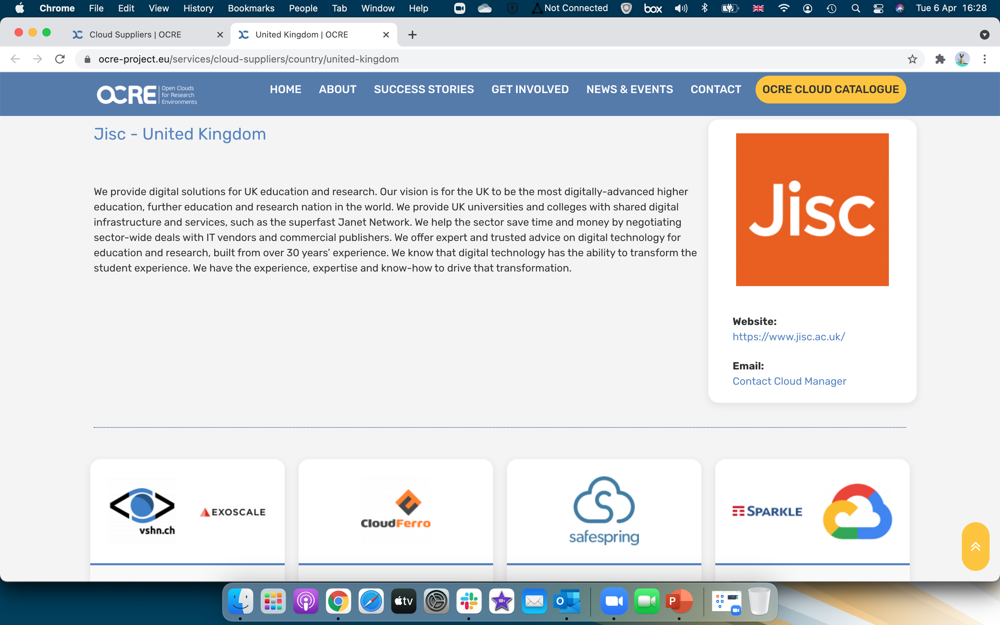 Chrome File Edit View History Bookmarks People Tab Window Help Not Connected box Tue 6 Apr 16:28
Cloud Suppliers | OCRE United Kingdom | OCRE
ocre-project.eu/services/cloud-suppliers/country/united-kingdom
OCRE Open Clouds for Research Environments
HOME ABOUT SUCCESS STORIES GET INVOLVED NEWS & EVENTS CONTACT OCRE CLOUD CATALOGUE
Jisc - United Kingdom
We provide digital solutions for UK education and research. Our vision is for the UK to be the most digitally-advanced higher
education, further education and research nation in the world. We provide UK universities and colleges with shared digital
infrastructure and services, such as the superfast Janet Network. We help the sector save time and money by negotiating
sector-wide deals with IT vendors and commercial publishers. We offer expert and trusted advice on digital technology for
education and research, built from over 30 years’ experience. We know that digital technology has the ability to transform the
student experience. We have the experience, expertise and know-how to drive that transformation.
Jisc
Website:
https://www.jisc.ac.uk/
Email:
Contact Cloud Manager
vshn.ch
EXOSCALE
CloudFerro
safespring
SPARKLE
tv
O
P